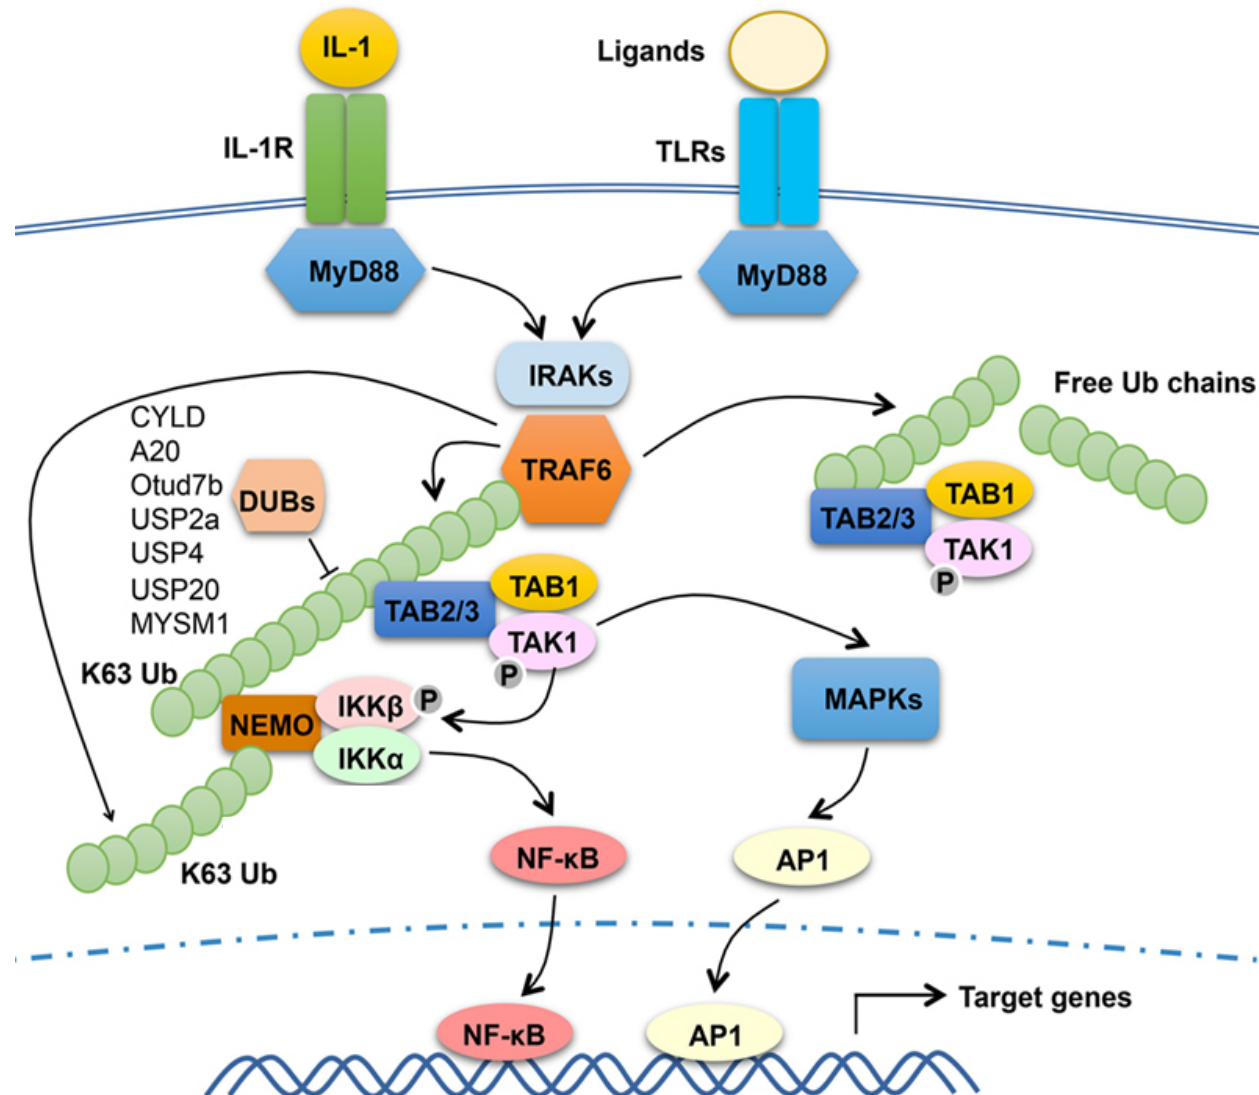 IL-1
Ligands
IL-1R
TLRs
MyD88
MyD88
IRAKs
Free Ub chains
TRAF6
CYLD
A20
Otud7b
USP2a
USP4
USP20
MYSM1
DUBs
TAB1
TAB2/3
TAK1
P
TAB1
TAB2/3
TAK1
P
K63 Ub
IKKβ
P
NEMO
IKKα
MAPKs
K63 Ub
NF-κB
AP1
Target genes
NF-κB
AP1